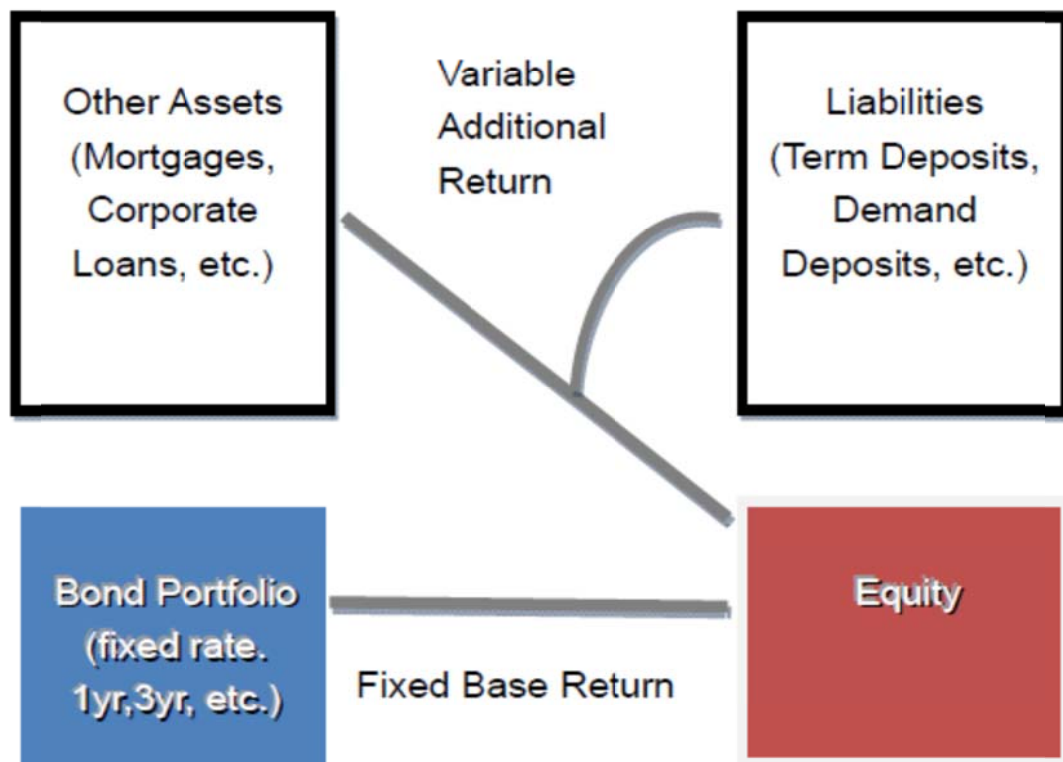 Other Assets
(Mortgages,
Corporate
Loans, etc.)
Variable
Additional
Return
Liabilities
(Term Deposits,
Demand
Deposits, etc.)
Bond Portfolio
(fixed rate.
1yr,3yr, etc.)
Fixed Base Return
Equity